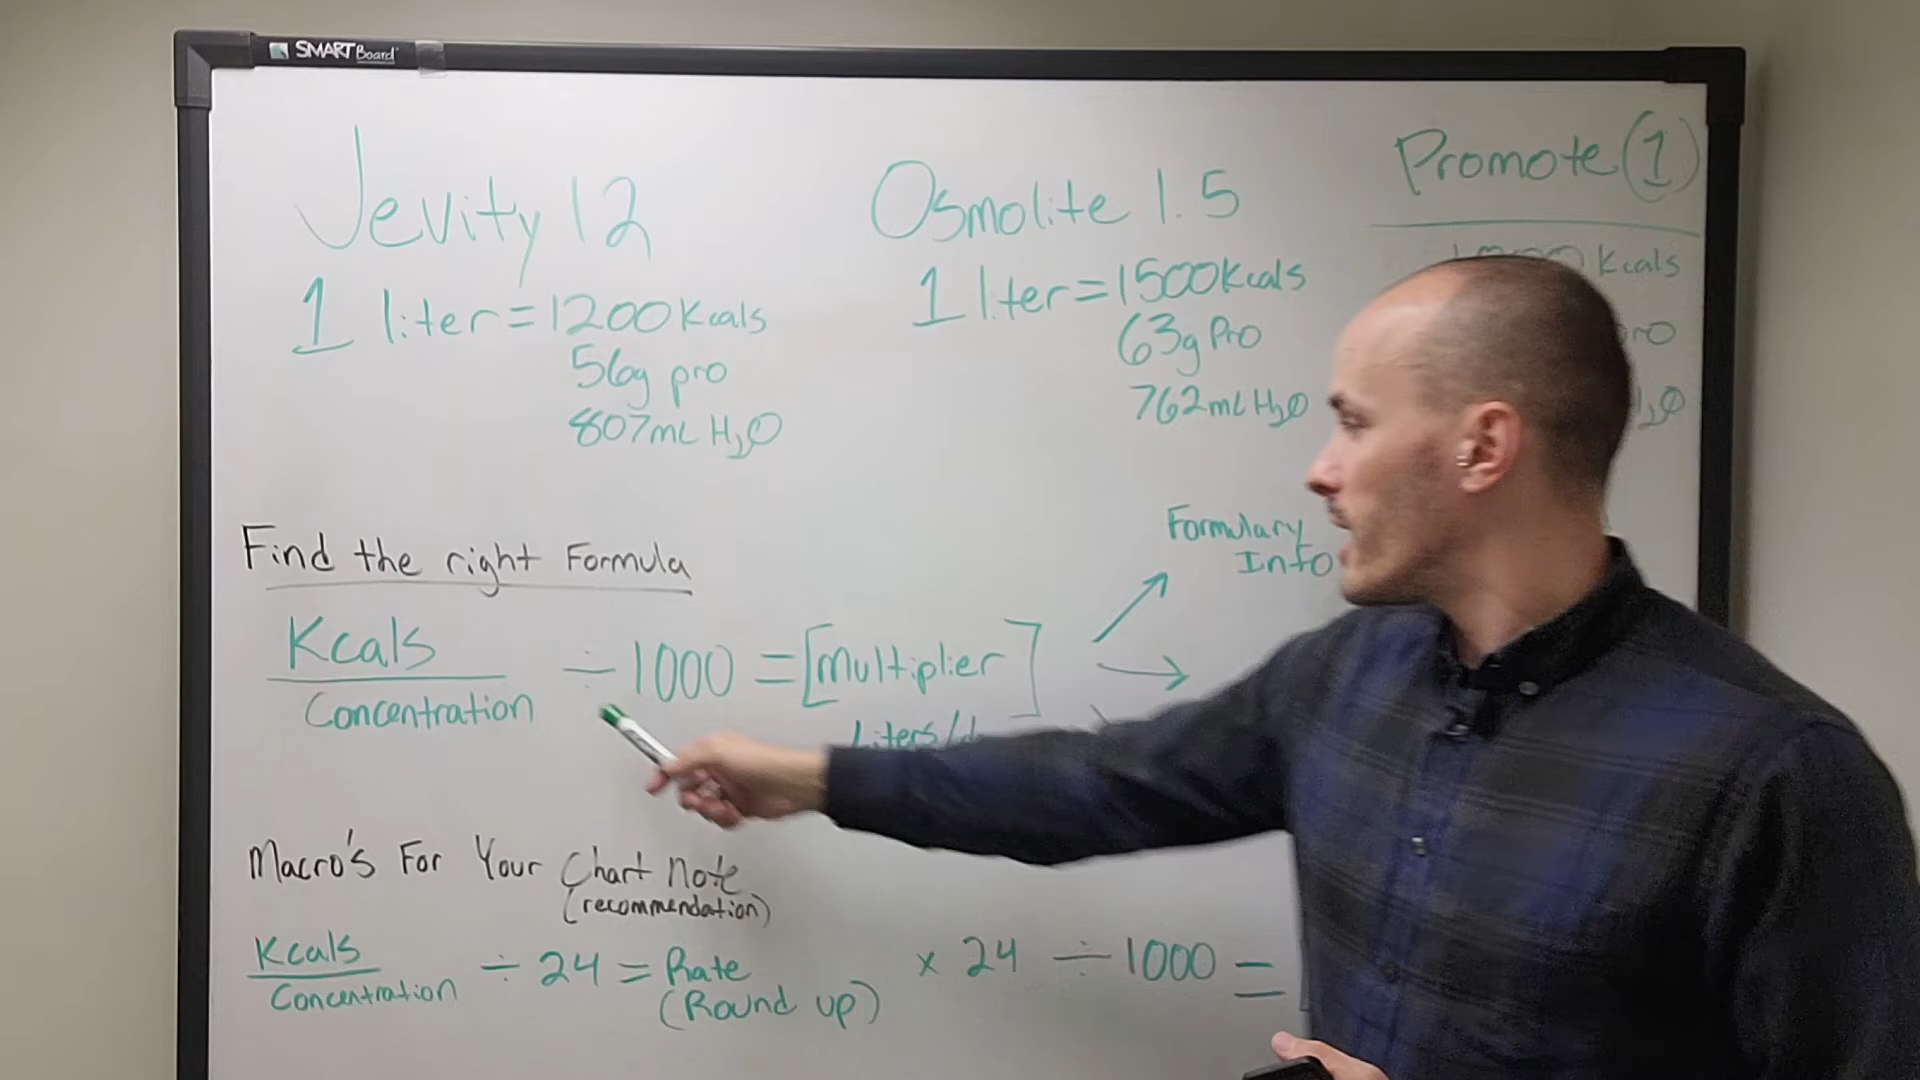 SMART Board
Jevity 1 2
1 liter = 1200 Kcals
56g pro
807mL H2O
Osmolite 1.5
1 liter = 1500 Kcals
63g Pro
762mL H2O
Promote (1)
Kcals
pro
H2O
Find the right Formula
Kcals
Concentration
÷ 1000 = [multiplier]
Liters/
Formulary
Info
Macro's For Your Chart Note
(recommendation)
Kcals
Concentration
÷ 24 = Rate
(Round up)
x 24 ÷ 1000 =